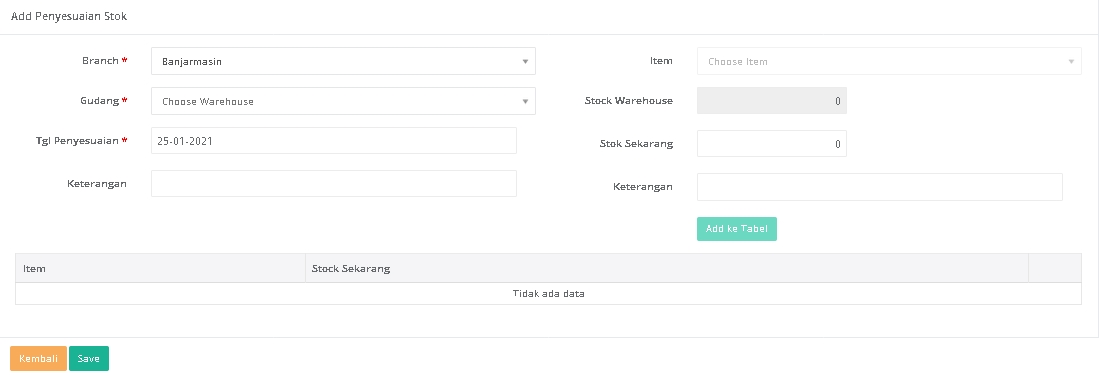 Add Penyesuaian Stok
Branch * Banjarmasin
Gudang * Choose Warehouse
Tgl Penyesuaian * 25-01-2021
Keterangan
Item Choose Item
Stock Warehouse 0
Stok Sekarang 0
Keterangan
Add ke Tabel
Item Stock Sekarang
Tidak ada data
Kembali Save